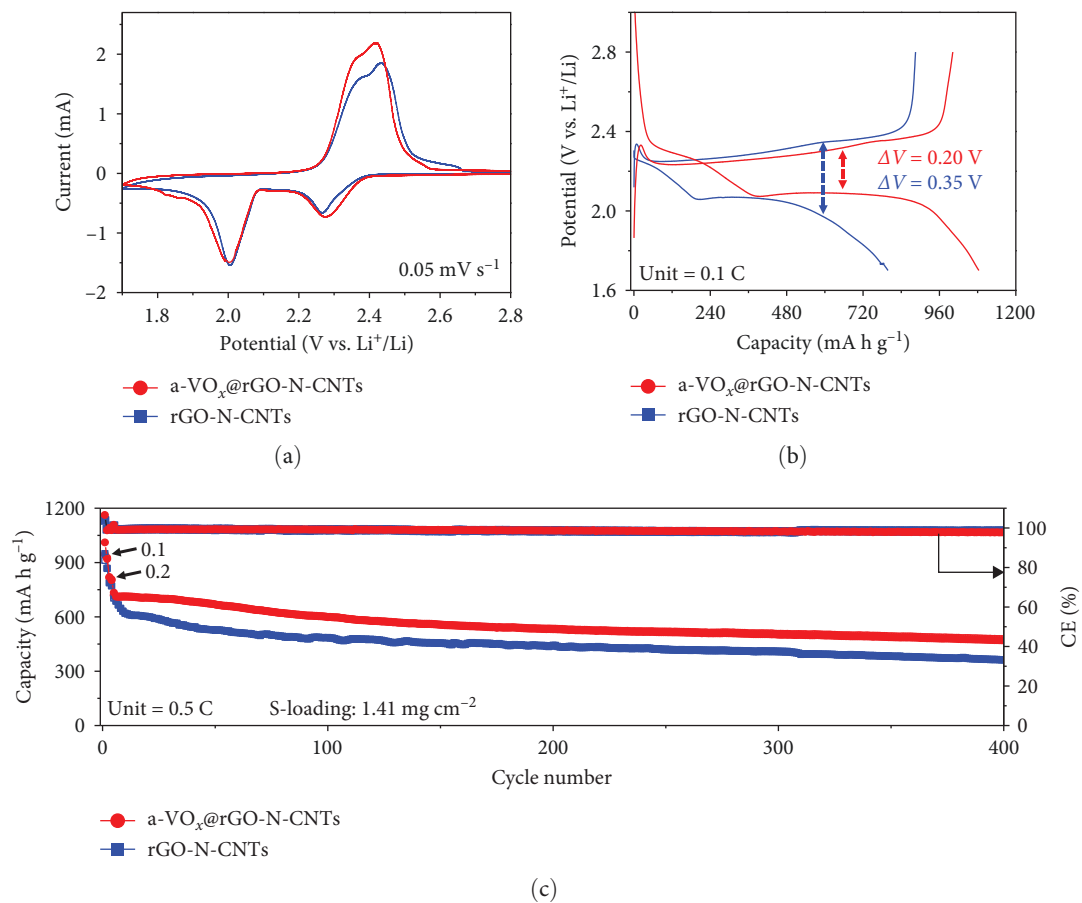 2
1
0
−1
−2
Current (mA)
1.8 2.0 2.2 2.4 2.6 2.8
Potential (V vs. Li⁺/Li)
0.05 mV s⁻¹
a-VOₓ@rGO-N-CNTs
rGO-N-CNTs
(a)
2.8
2.4
2.0
1.6
Potential (V vs. Li⁺/Li)
ΔV = 0.20 V
ΔV = 0.35 V
Unit = 0.1 C
0 240 480 720 960 1200
Capacity (mA h g⁻¹)
a-VOₓ@rGO-N-CNTs
rGO-N-CNTs
(b)
1200
900
600
300
0
Capacity (mA h g⁻¹)
0.1
0.2
Unit = 0.5 C S-loading: 1.41 mg cm⁻²
100
80
60
40
20
0
CE (%)
0 100 200 300 400
Cycle number
a-VOₓ@rGO-N-CNTs
rGO-N-CNTs
(c)